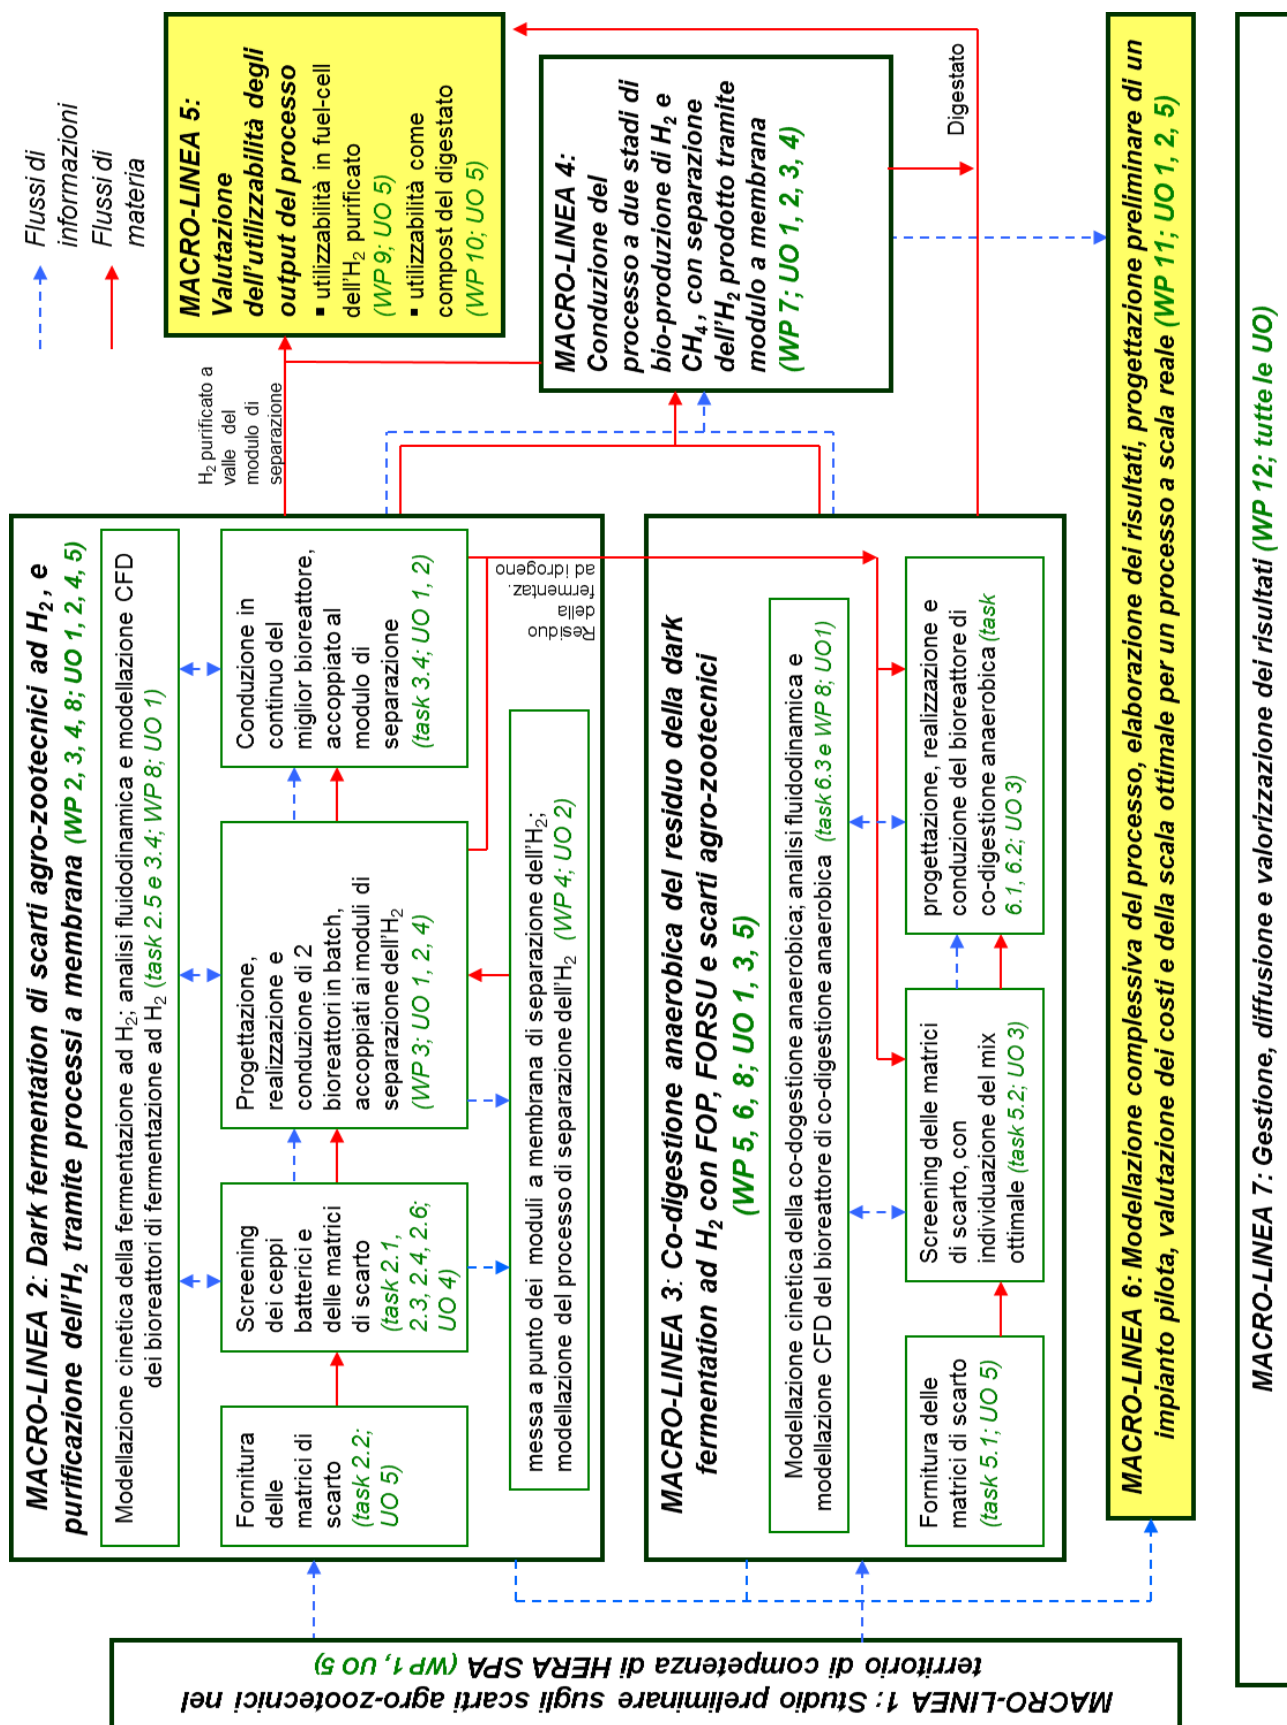 MACRO-LINEA 1: Studio preliminare sugli scarti agro-zootecnici nel
territorio di competenza di HERA SPA (WP1, UO 5)
MACRO-LINEA 2: Dark fermentation di scarti agro-zootecnici ad H₂, e
purificazione dell'H₂ tramite processi a membrana (WP 2, 3, 4, 8; UO 1, 2, 4, 5)
Modellazione cinetica della fermentazione ad H₂; analisi fluidodinamica e modellazione CFD
dei bioreattori di fermentazione ad H₂ (task 2.5 e 3.4; WP 8; UO 1)
Fornitura
delle
matrici di
scarto
(task 2.2;
UO 5)
Screening
dei ceppi
batterici e
delle matrici
di scarto
(task 2.1,
2.3, 2.4, 2.6;
UO 4)
Progettazione,
realizzazione e
conduzione di 2
bioreattori in batch,
accoppiati ai moduli di
separazione dell'H₂
(WP 3; UO 1, 2, 4)
Conduzione in
continuo del
miglior bioreattore,
accoppiato al
modulo di
separazione
(task 3.4; UO 1, 2)
messa a punto dei moduli a membrana di separazione dell'H₂;
modellazione del processo di separazione dell'H₂ (WP 4; UO 2)
Residuo
della
fermentaz.
ad idrogeno
H₂ purificato a
valle del
modulo di
separazione
Flussi di
informazioni
Flussi di
materia
MACRO-LINEA 5:
Valutazione
dell'utilizzabilità degli
output del processo
▪ utilizzabilità in fuel-cell
dell'H₂ purificato
(WP 9; UO 5)
▪ utilizzabilità come
compost del digestato
(WP 10; UO 5)
MACRO-LINEA 4:
Conduzione del
processo a due stadi di
bio-produzione di H₂ e
CH₄, con separazione
dell'H₂ prodotto tramite
modulo a membrana
(WP 7; UO 1, 2, 3, 4)
Digestato
MACRO-LINEA 3: Co-digestione anaerobica del residuo della dark
fermentation ad H₂ con FOP, FORSU e scarti agro-zootecnici
(WP 5, 6, 8; UO 1, 3, 5)
Modellazione cinetica della co-dogestione anaerobica; analisi fluidodinamica e
modellazione CFD del bioreattore di co-digestione anaerobica (task 6.3 e WP 8; UO1)
Fornitura delle
matrici di scarto
(task 5.1; UO 5)
Screening delle matrici
di scarto, con
individuazione del mix
ottimale (task 5.2; UO 3)
progettazione, realizzazione e
conduzione del bioreattore di
co-digestione anaerobica (task
6.1, 6.2; UO 3)
MACRO-LINEA 6: Modellazione complessiva del processo, elaborazione dei risultati, progettazione preliminare di un
impianto pilota, valutazione dei costi e della scala ottimale per un processo a scala reale (WP 11; UO 1, 2, 5)
MACRO-LINEA 7: Gestione, diffusione e valorizzazione dei risultati (WP 12; tutte le UO)